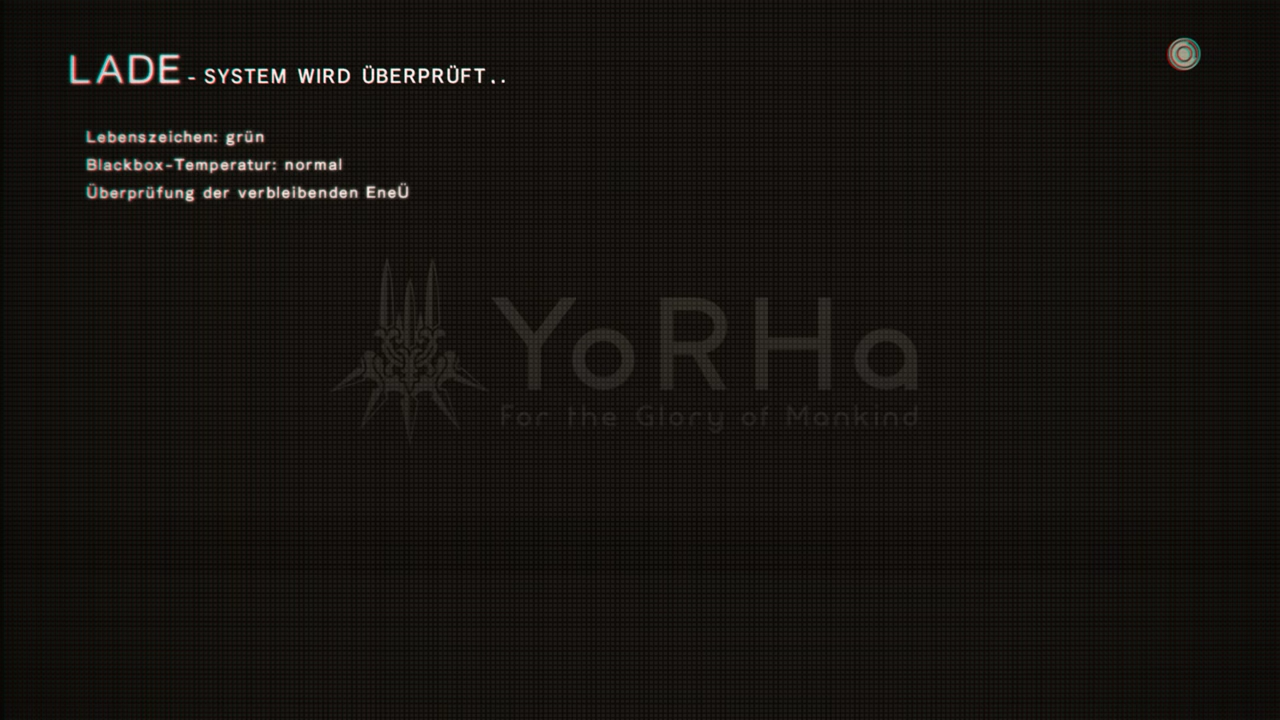 LADE - SYSTEM WIRD ÜBERPRÜFT..
Lebenszeichen: grün
Blackbox-Temperatur: normal
Überprüfung der verbleibenden EneÜ
YoRHa
For the Glory of Mankind